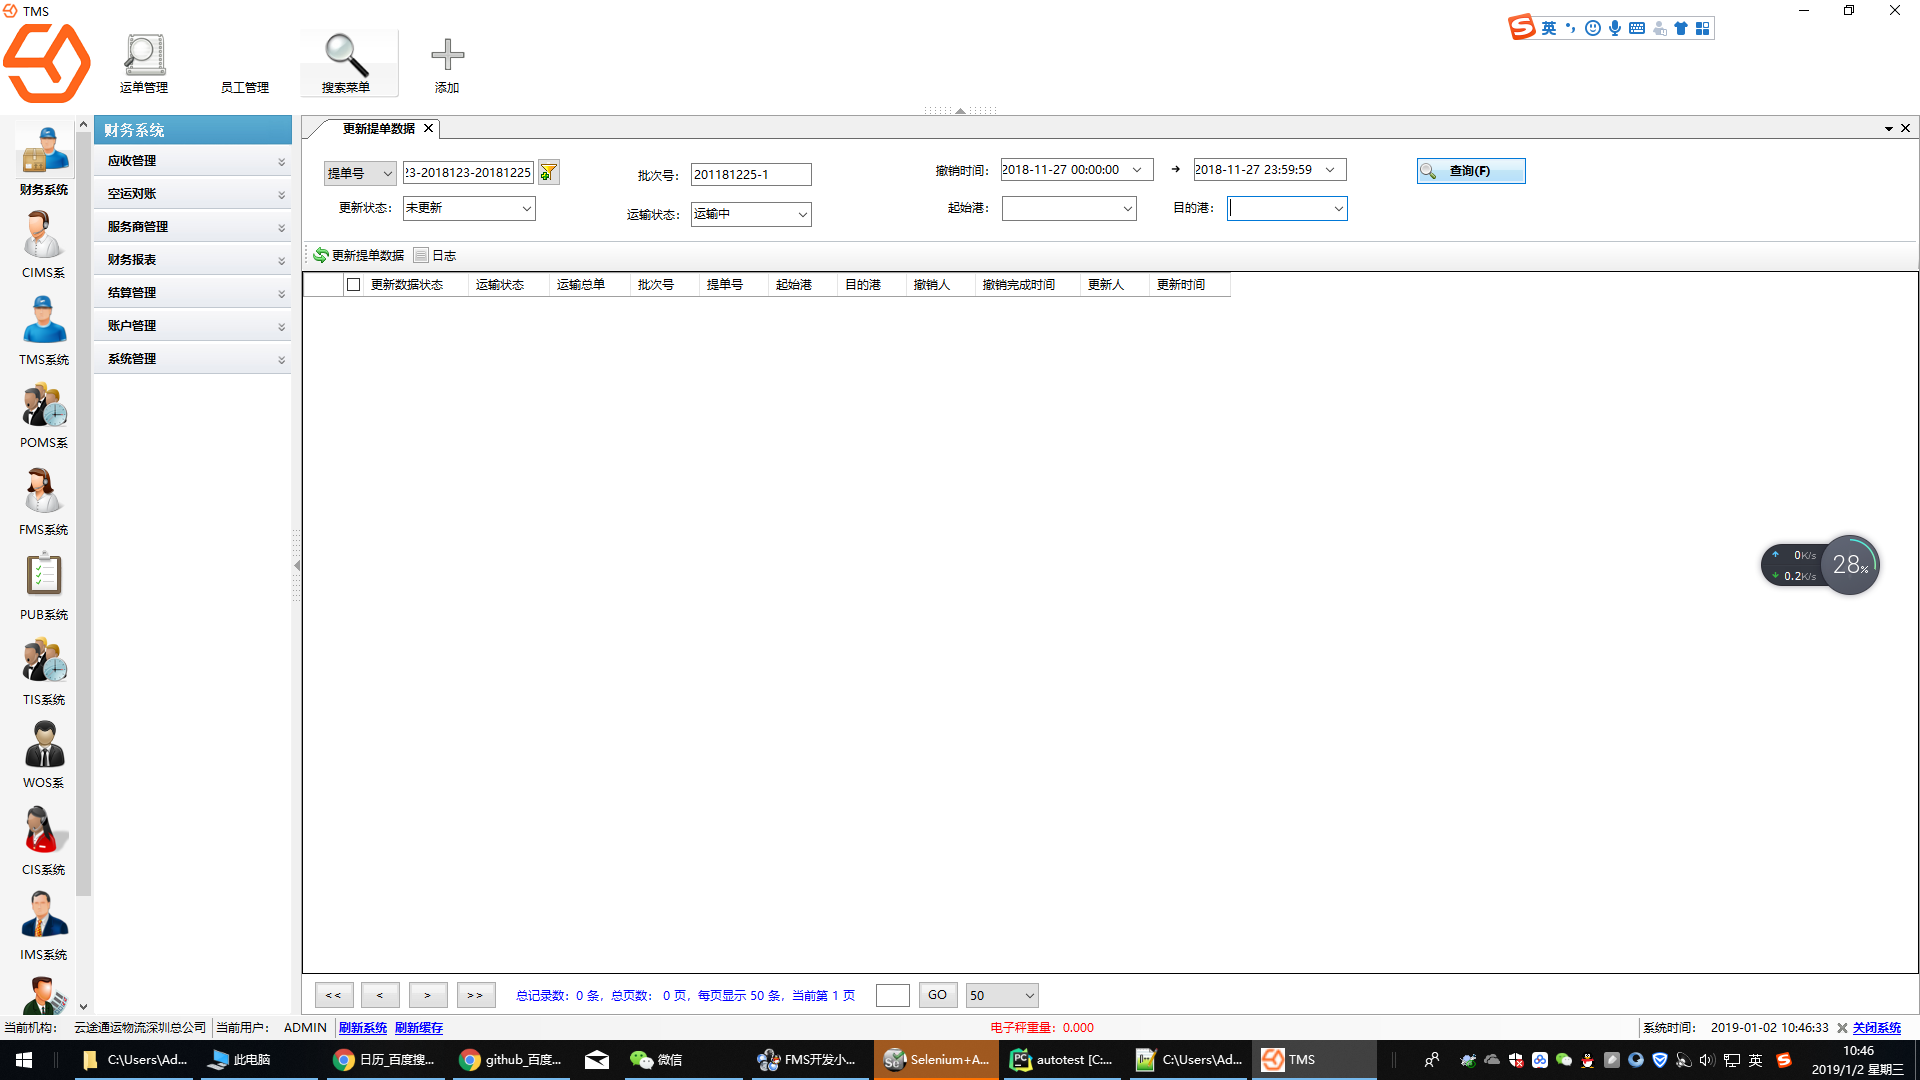 TMS
英
运单管理
员工管理
搜索菜单
添加
财务系统
CIMS系
TMS系统
POMS系
FMS系统
PUB系统
TIS系统
WOS系
CIS系统
IMS系统
财务系统
应收管理
空运对账
服务商管理
财务报表
结算管理
账户管理
系统管理
更新提单数据
提单号 23-2018123-20181225 批次号： 201181225-1 撤销时间： 2018-11-27 00:00:00 2018-11-27 23:59:59 查询(F)
更新状态： 未更新 运输状态： 运输中 起始港： 目的港：
更新提单数据 日志
更新数据状态 运输状态 运输总单 批次号 提单号 起始港 目的港 撤销人 撤销完成时间 更新人 更新时间
0K/s
0.2K/s
28%
<< < > >> 总记录数： 0 条，总页数： 0 页，每页显示 50 条，当前第 1 页 GO 50
当前机构： 云途通运物流深圳总公司 当前用户： ADMIN 刷新系统 刷新缓存 电子秤重量：0.000 系统时间： 2019-01-02 10:46:33 关闭系统
C:\Users\Ad... 此电脑 日历_百度搜... github_百度... 微信 FMS开发小... Selenium+A... autotest [C:... C:\Users\Ad... TMS 英 10:46
2019/1/2 星期三